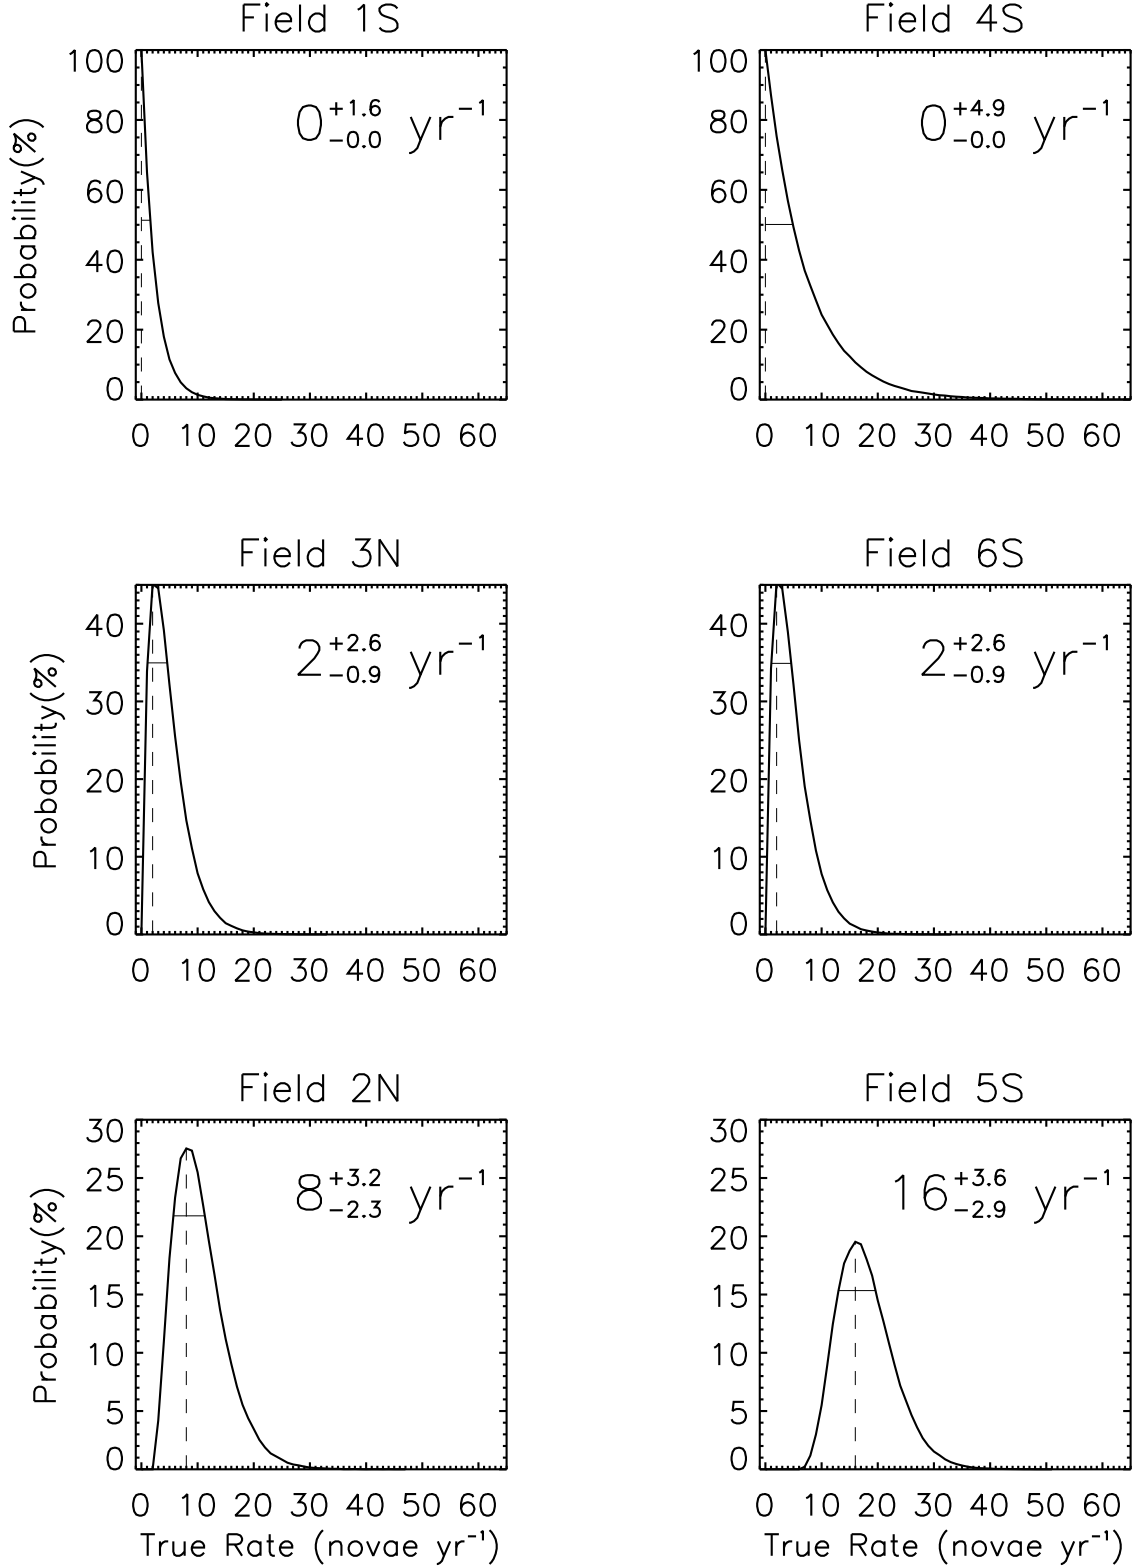 Field 1S
Field 4S
Probability(%)
100
80
60
40
20
0
0 +1.6 −0.0 yr⁻¹
0 10 20 30 40 50 60
100
80
60
40
20
0
0 +4.9 −0.0 yr⁻¹
0 10 20 30 40 50 60
Field 3N
Field 6S
Probability(%)
40
30
20
10
0
2 +2.6 −0.9 yr⁻¹
0 10 20 30 40 50 60
40
30
20
10
0
2 +2.6 −0.9 yr⁻¹
0 10 20 30 40 50 60
Field 2N
Field 5S
Probability(%)
30
25
20
15
10
5
0
8 +3.2 −2.3 yr⁻¹
0 10 20 30 40 50 60
True Rate (novae yr⁻¹)
30
25
20
15
10
5
0
16 +3.6 −2.9 yr⁻¹
0 10 20 30 40 50 60
True Rate (novae yr⁻¹)